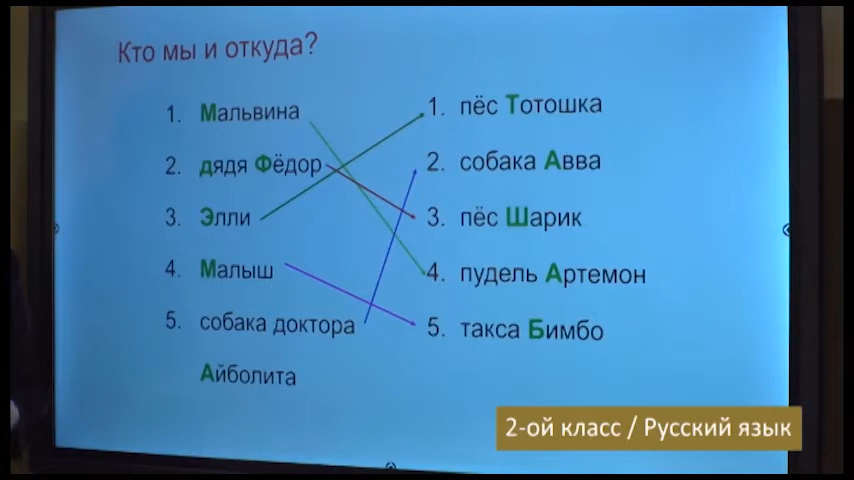 Кто мы и откуда?
1. Мальвина
2. дядя Фёдор
3. Элли
4. Малыш
5. собака доктора
Айболита
1. пёс Тотошка
2. собака Авва
3. пёс Шарик
4. пудель Артемон
5. такса Бимбо
2-ой класс / Русский язык